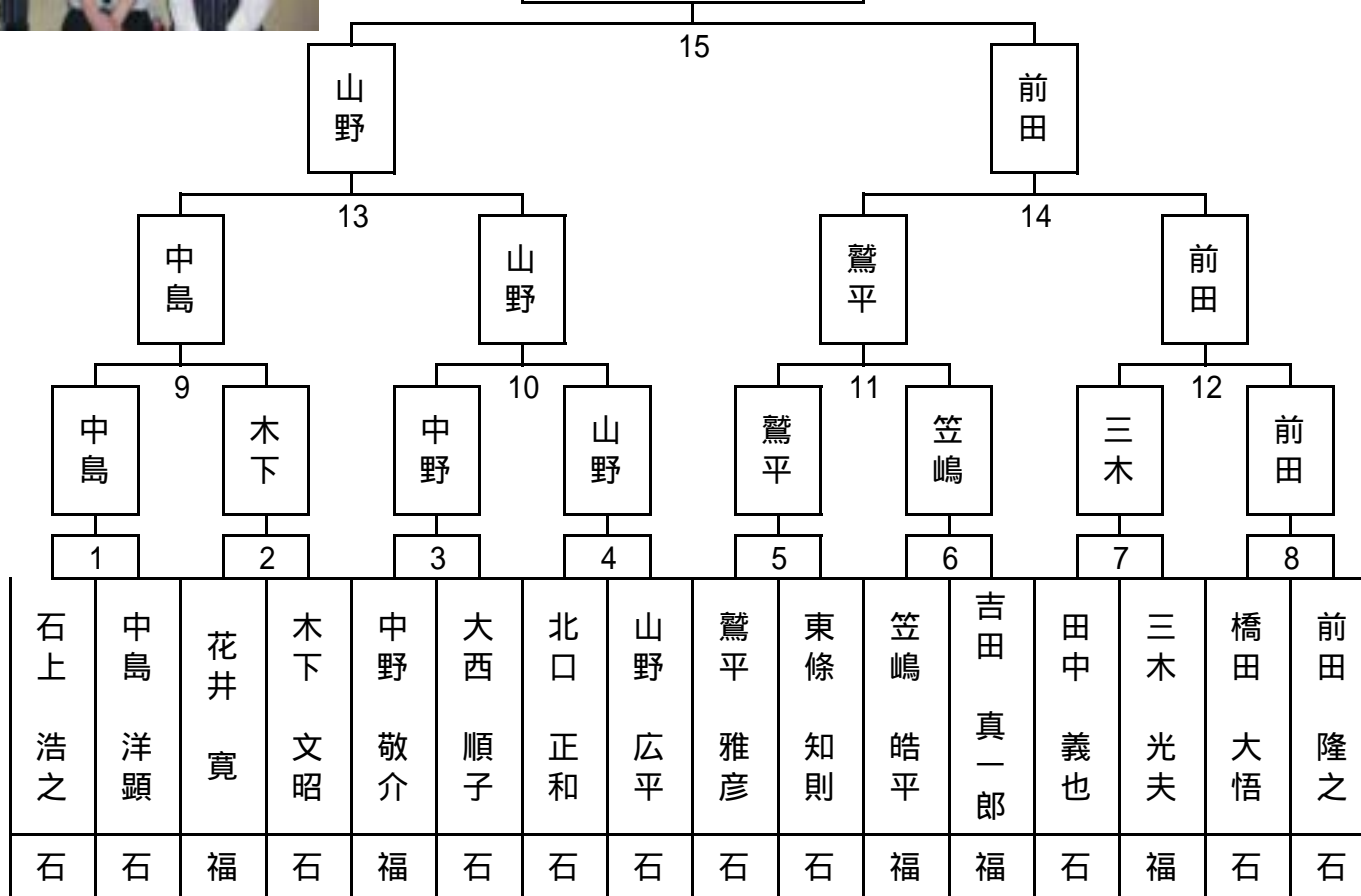 15
山野
前田
13
14
中島
山野
鷲平
前田
9
10
11
12
中島
木下
中野
山野
鷲平
笠嶋
三木
前田
1
2
3
4
5
6
7
8
石上 浩之
中島 洋顕
花井 寛
木下 文昭
中野 敬介
大西 順子
北口 正和
山野 広平
鷲平 雅彦
東條 知則
笠嶋 皓平
吉田 真一郎
田中 義也
三木 光夫
橋田 大悟
前田 隆之
石
石
福
石
福
石
石
石
石
石
福
福
石
福
石
石